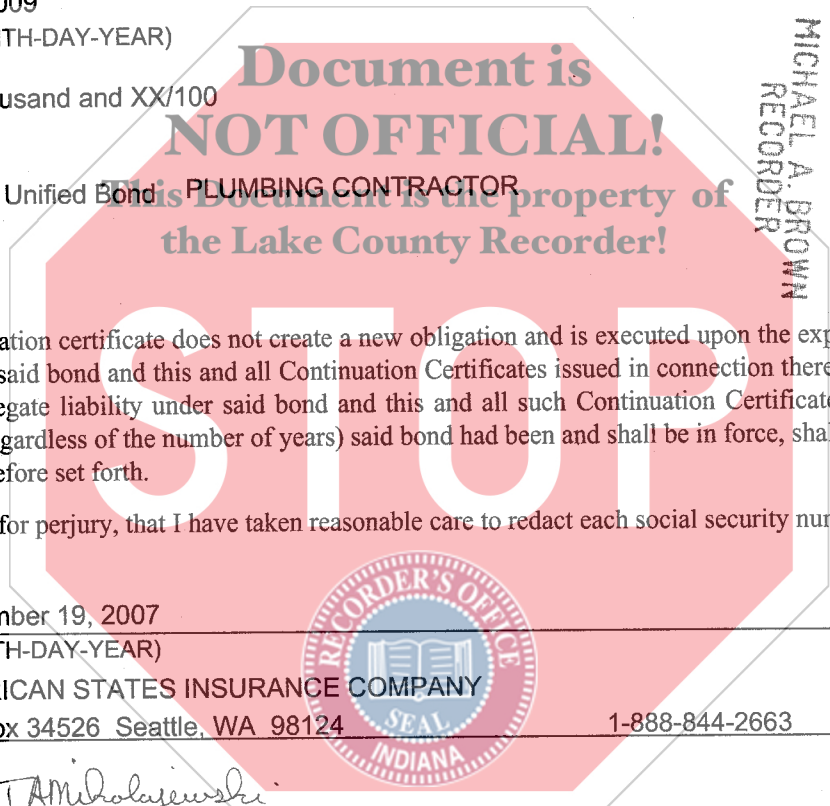 009
TH-DAY-YEAR)
Document is
usand and XX/100
NOT OFFICIAL!
Unified Bond PLUMBING CONTRACTOR
This Document is the property of
the Lake County Recorder!
MICHAEL A. BROWN
RECORDER
STOP
ation certificate does not create a new obligation and is executed upon the exp
said bond and this and all Continuation Certificates issued in connection there
egate liability under said bond and this and all such Continuation Certificate
gardless of the number of years) said bond had been and shall be in force, shal
efore set forth.
for perjury, that I have taken reasonable care to redact each social security nu
RECORDER'S OFFICE
SEAL
INDIANA
mber 19, 2007
TH-DAY-YEAR)
ICAN STATES INSURANCE COMPANY
ox 34526 Seattle, WA 98124 1-888-844-2663
TAMikolajewski